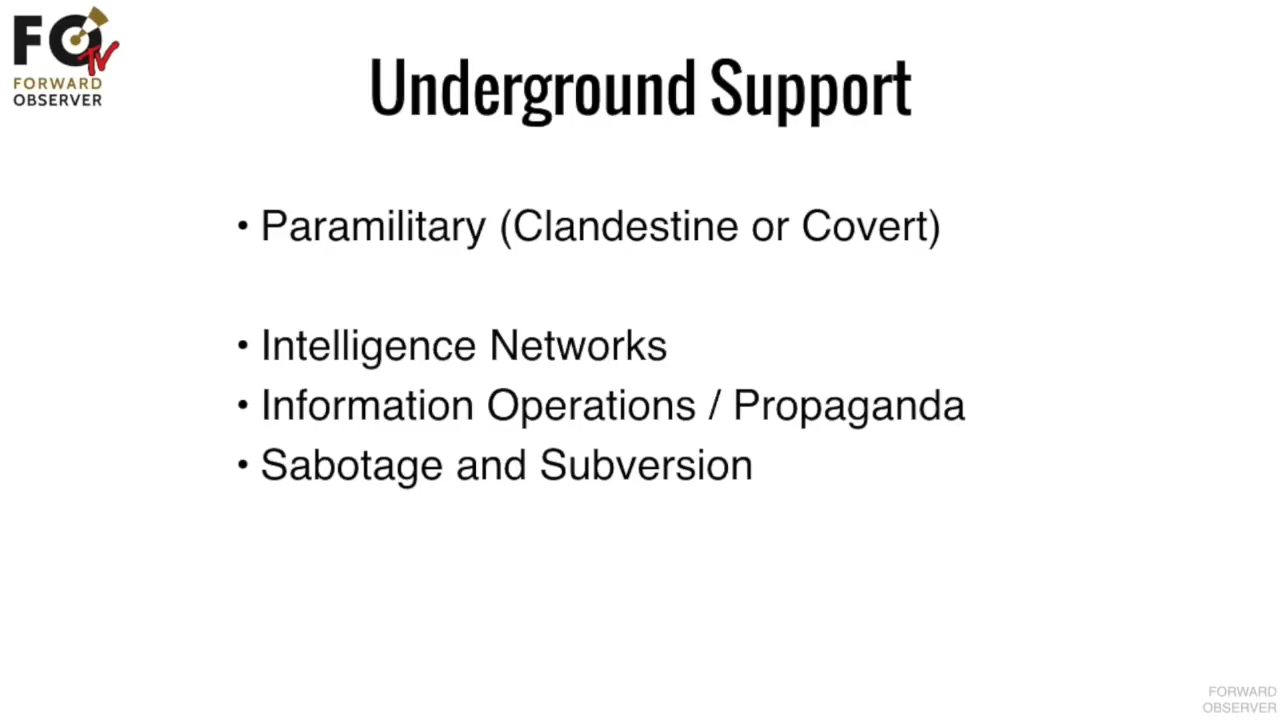 FO
TV
FORWARD
OBSERVER
Underground Support
• Paramilitary (Clandestine or Covert)
• Intelligence Networks
• Information Operations / Propaganda
• Sabotage and Subversion
FORWARD
OBSERVER